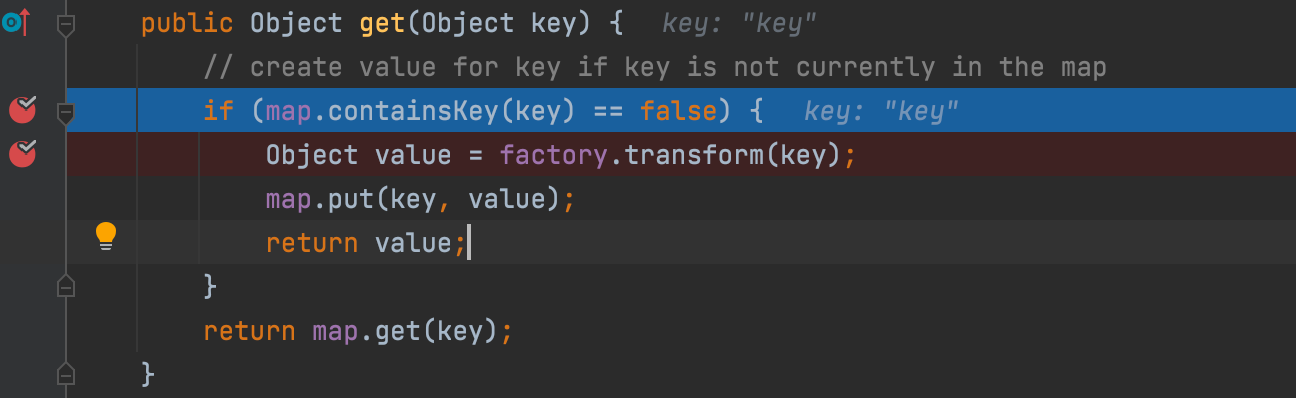 public Object get(Object key) {   key: "key"
// create value for key if key is not currently in the map
if (map.containsKey(key) == false) {   key: "key"
Object value = factory.transform(key);
map.put(key, value);
return value;
}
return map.get(key);
}